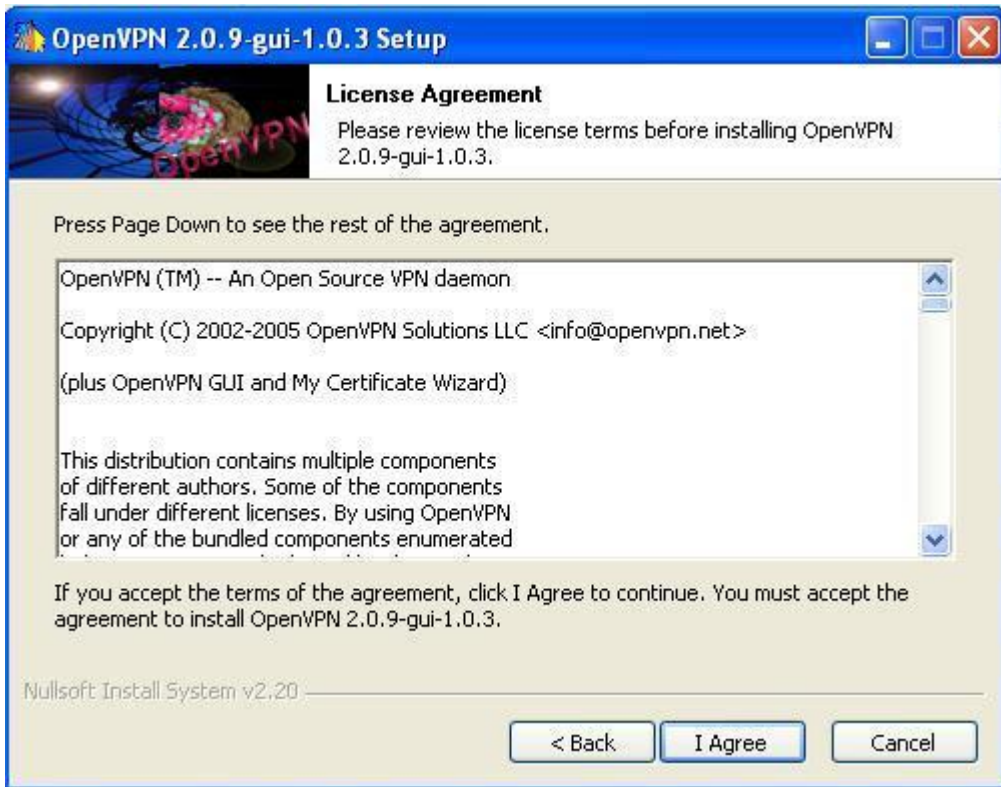 OpenVPN 2.0.9-gui-1.0.3 Setup
OpenVPN
License Agreement
Please review the license terms before installing OpenVPN
2.0.9-gui-1.0.3.
Press Page Down to see the rest of the agreement.
OpenVPN (TM) -- An Open Source VPN daemon
Copyright (C) 2002-2005 OpenVPN Solutions LLC <info@openvpn.net>
(plus OpenVPN GUI and My Certificate Wizard)
This distribution contains multiple components
of different authors. Some of the components
fall under different licenses. By using OpenVPN
or any of the bundled components enumerated
If you accept the terms of the agreement, click I Agree to continue. You must accept the
agreement to install OpenVPN 2.0.9-gui-1.0.3.
Nullsoft Install System v2.20
< Back
I Agree
Cancel